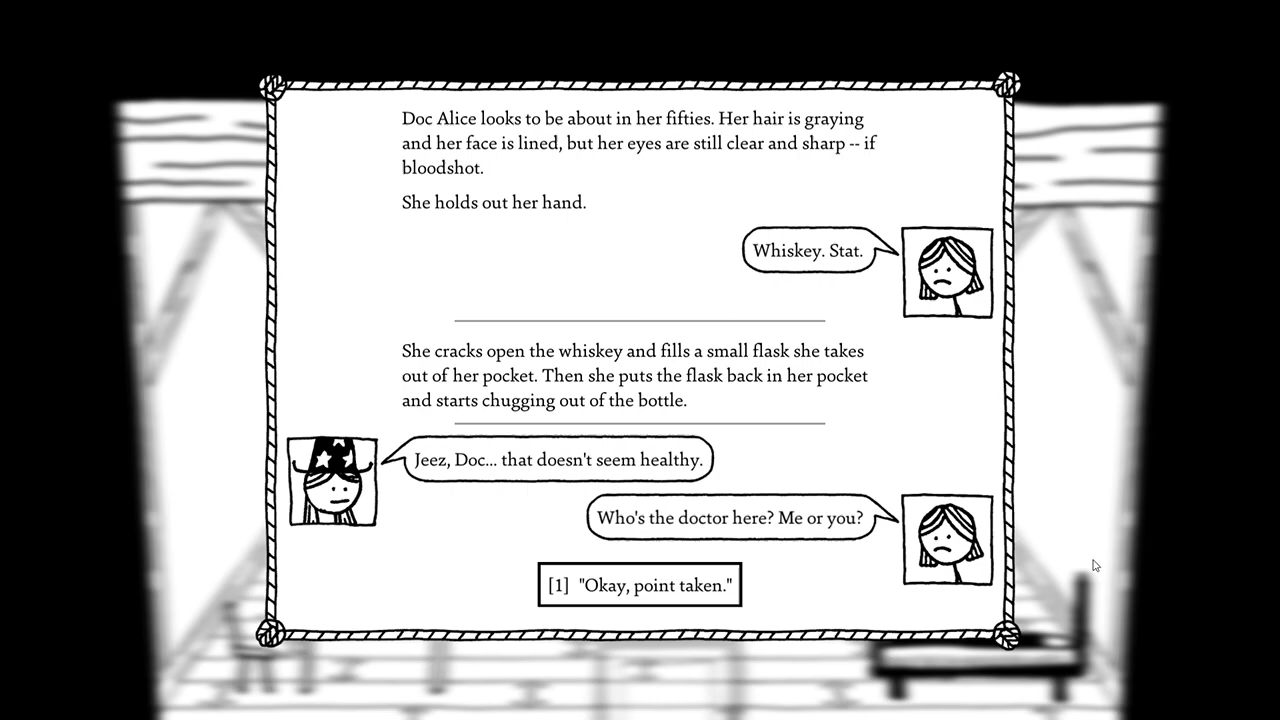 Doc Alice looks to be about in her fifties. Her hair is graying
and her face is lined, but her eyes are still clear and sharp -- if
bloodshot.
She holds out her hand.
Whiskey. Stat.
She cracks open the whiskey and fills a small flask she takes
out of her pocket. Then she puts the flask back in her pocket
and starts chugging out of the bottle.
Jeez, Doc... that doesn't seem healthy.
Who's the doctor here? Me or you?
[1] "Okay, point taken."